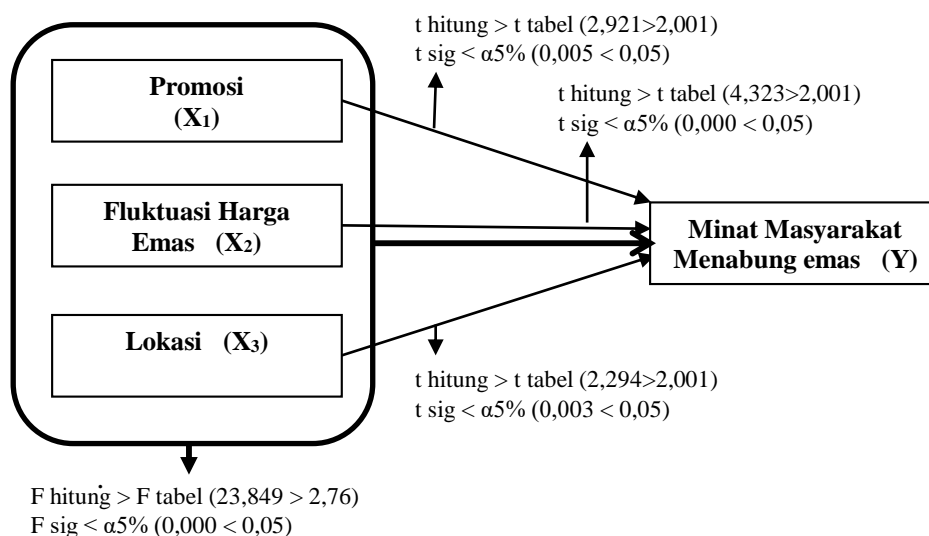 t hitung > t tabel (2,921>2,001)
t sig < α5% (0,005 < 0,05)
Promosi
(X₁)
t hitung > t tabel (4,323>2,001)
t sig < α5% (0,000 < 0,05)
Fluktuasi Harga
Emas (X₂)
Minat Masyarakat
Menabung emas (Y)
Lokasi (X₃)
t hitung > t tabel (2,294>2,001)
t sig < α5% (0,003 < 0,05)
F hitung > F tabel (23,849 > 2,76)
F sig < α5% (0,000 < 0,05)